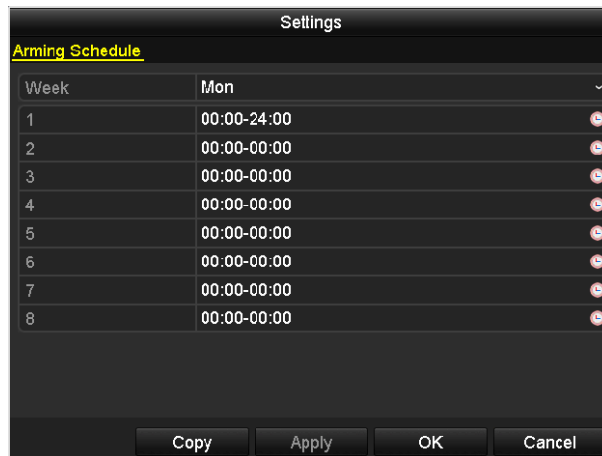 Settings
Arming Schedule
Week Mon
1 00:00-24:00
2 00:00-00:00
3 00:00-00:00
4 00:00-00:00
5 00:00-00:00
6 00:00-00:00
7 00:00-00:00
8 00:00-00:00
Copy Apply OK Cancel